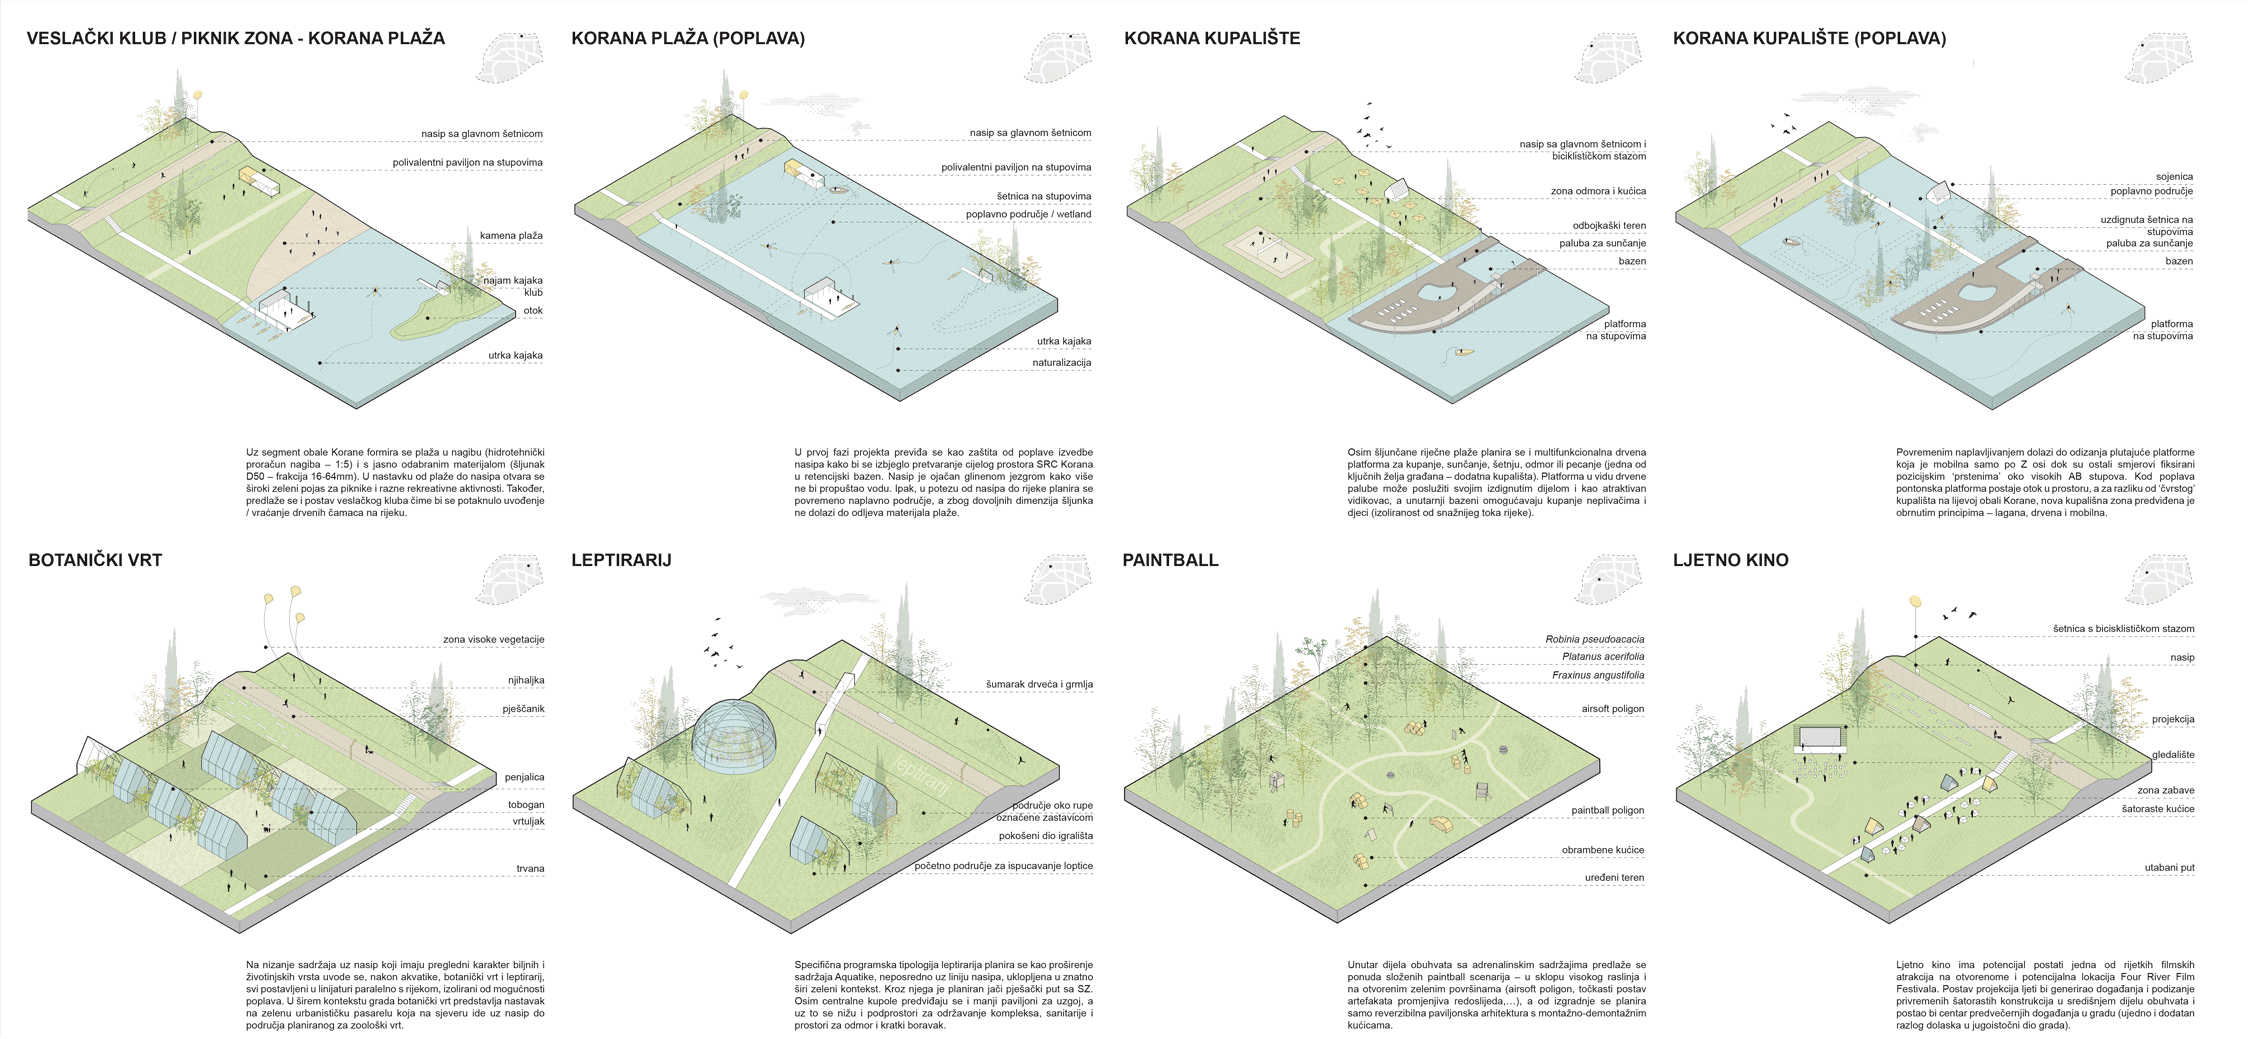 VESLAČKI KLUB / PIKNIK ZONA - KORANA PLAŽA
nasip sa glavnom šetnicom
polivalentni paviljon na stupovima
kamena plaža
najam kajaka
klub
otok
utrka kajaka
Uz segment obale Korane formira se plaža u nagibu (hidrotehnički
proračun nagiba – 1:5) i s jasno odabranim materijalom (šljunak
D50 – frakcija 16-64mm). U nastavku od plaže do nasipa otvara se
široki zeleni pojas za piknike i razne rekreativne aktivnosti. Također,
predlaže se i postav veslačkog kluba čime bi se potaknulo uvođenje
/ vraćanje drvenih čamaca na rijeku.
KORANA PLAŽA (POPLAVA)
nasip sa glavnom šetnicom
polivalentni paviljon na stupovima
šetnica na stupovima
poplavno područje / wetland
utrka kajaka
naturalizacija
U prvoj fazi projekta previđa se kao zaštita od poplave izvedbe
nasipa kako bi se izbjeglo pretvaranje cijelog prostora SRC Korana
u retencijski bazen. Nasip je ojačan glinenom jezgrom kako više
ne bi propuštao vodu. Ipak, u potezu od nasipa do rijeke planira se
povremeno naplavno područje, a zbog dovoljnih dimenzija šljunka
ne dolazi do odljeva materijala plaže.
KORANA KUPALIŠTE
nasip sa glavnom šetnicom i
biciklističkom stazom
zona odmora i kućica
odbojkaški teren
paluba za sunčanje
bazen
platforma
na stupovima
Osim šljunčane riječne plaže planira se i multifunkcionalna drvena
platforma za kupanje, sunčanje, šetnju, odmor ili pecanje (jedna od
ključnih želja građana – dodatna kupališta). Platforma u vidu drvene
palube može poslužiti svojim izdignutim dijelom i kao atraktivan
vidikovac, a unutarnji bazeni omogućavaju kupanje neplivačima i
djeci (izoliranost od snažnijeg toka rijeke).
KORANA KUPALIŠTE (POPLAVA)
sojenica
poplavno područje
uzdignuta šetnica na
stupovima
paluba za sunčanje
bazen
platforma
na stupovima
Povremenim naplavljivanjem dolazi do odizanja plutajuće platforme
koja je mobilna samo po Z osi dok su ostali smjerovi fiksirani
pozicijskim 'prstenima' oko visokih AB stupova. Kod poplava
pontonska platforma postaje otok u prostoru, a za razliku od 'čvrstog'
kupališta na lijevoj obali Korane, nova kupališna zona predviđena je
obrnutim principima – lagana, drvena i mobilna.
BOTANIČKI VRT
zona visoke vegetacije
njihaljka
pješčanik
penjalica
tobogan
vrtuljak
trvana
Na nizanje sadržaja uz nasip koji imaju pregledni karakter biljnih i
životinjskih vrsta uvode se, nakon akvatike, botanički vrt i leptirarij,
svi postavljeni u linijaturi paralelno s rijekom, izolirani od mogućnosti
poplava. U širem kontekstu grada botanički vrt predstavlja nastavak
na zelenu urbanističku pasarelu koja na sjeveru ide uz nasip do
područja planiranog za zoološki vrt.
LEPTIRARIJ
šumarak drveća i grmlja
leptirarij
područje oko rupe
označene zastavicom
pokošeni dio igrališta
početno područje za ispucavanje loptice
Specifična programska tipologija leptirarija planira se kao proširenje
sadržaja Aquatike, neposredno uz liniju nasipa, uklopljena u znatno
širi zeleni kontekst. Kroz njega je planiran jači pješački put sa SZ.
Osim centralne kupole predviđaju se i manji paviljoni za uzgoj, a
uz to se nižu i podprostori za održavanje kompleksa, sanitarije i
prostori za odmor i kratki boravak.
PAINTBALL
Robinia pseudoacacia
Platanus acerifolia
Fraxinus angustifolia
airsoft poligon
paintball poligon
obrambene kućice
uređeni teren
Unutar dijela obuhvata sa adrenalinskim sadržajima predlaže se
ponuda složenih paintball scenarija – u sklopu visokog raslinja i
na otvorenim zelenim površinama (airsoft poligon, točkasti postav
artefakata promjenjiva redoslijeda,...), a od izgradnje se planira
samo reverzibilna paviljonska arhitektura s montažno-demontažnim
kućicama.
LJETNO KINO
šetnica s bicisklističkom stazom
nasip
projekcija
gledalište
zona zabave
šatoraste kućice
utabani put
Ljetno kino ima potencijal postati jedna od rijetkih filmskih
atrakcija na otvorenome i potencijalna lokacija Four River Film
Festivala. Postav projekcija ljeti bi generirao događanja i podizanje
privremenih šatorastih konstrukcija u središnjem dijelu obuhvata i
postao bi centar predvečernjih događanja u gradu (ujedno i dodatan
razlog dolaska u jugoistočni dio grada).